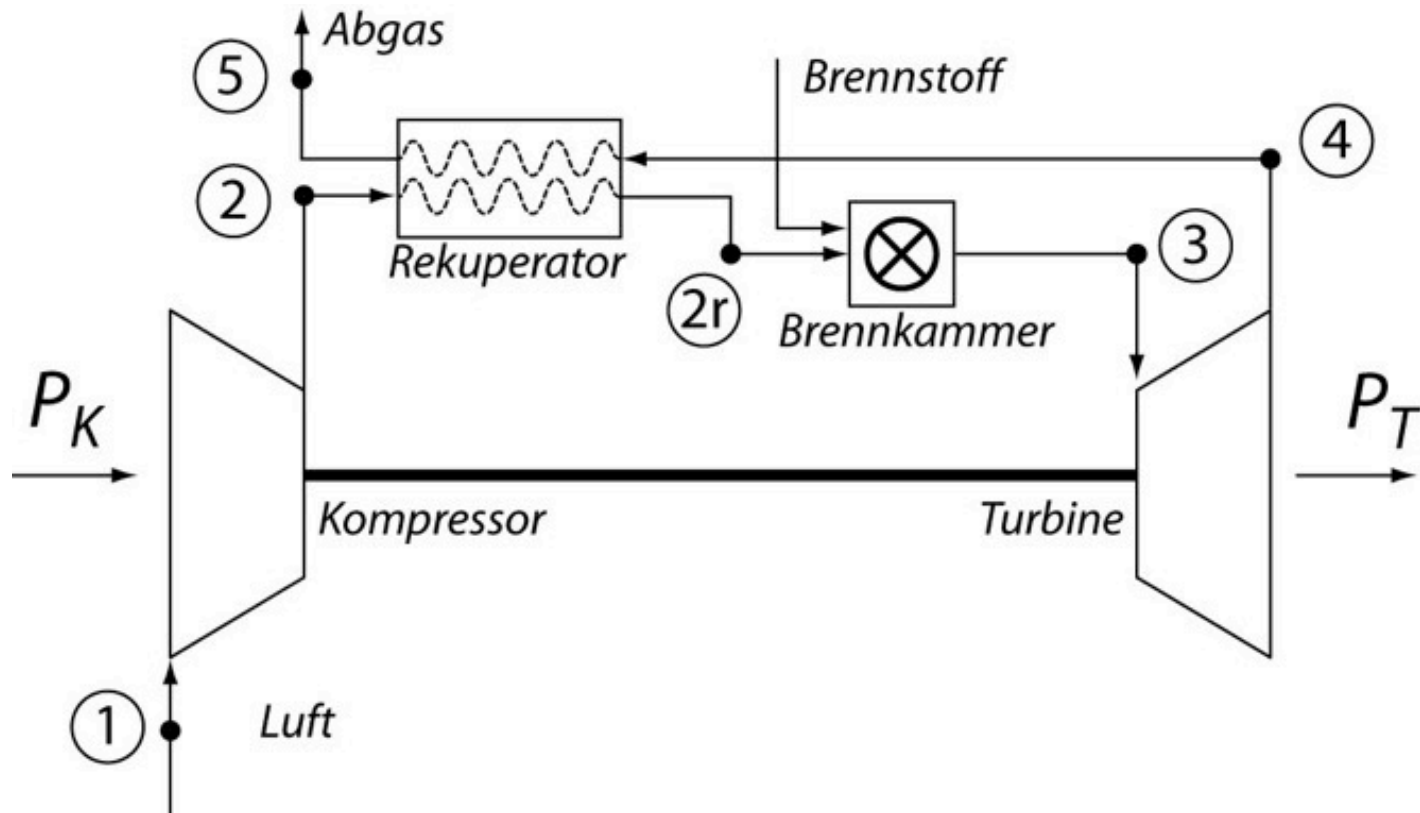 Abgas
5
Brennstoff
4
2
Rekuperator
3
2r
Brennkammer
P_K
P_T
Kompressor
Turbine
1
Luft